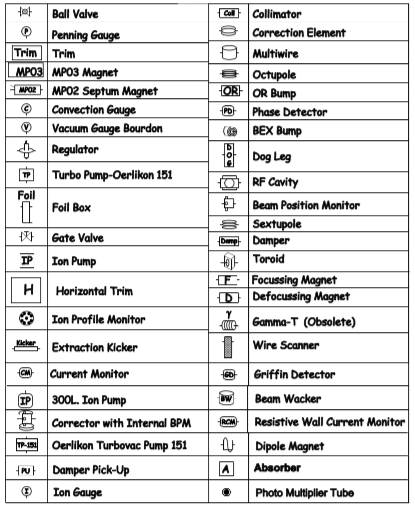 Ball Valve
P Penning Gauge
Trim Trim
MP03 MP03 Magnet
MP02 MP02 Septum Magnet
C Convection Gauge
V Vacuum Gauge Bourdon
Regulator
TP Turbo Pump-Oerlikon 151
Foil Foil Box
Gate Valve
IP Ion Pump
H Horizontal Trim
Ion Profile Monitor
Kicker Extraction Kicker
CM Current Monitor
IP 300L. Ion Pump
Corrector with Internal BPM
TP-151 Oerlikon Turbovac Pump 151
PU Damper Pick-Up
I Ion Gauge
Coll Collimator
Correction Element
Multiwire
Octupole
OR OR Bump
PD Phase Detector
BEX Bump
DOG Dog Leg
RF Cavity
Beam Position Monitor
Sextupole
Damp Damper
Toroid
F Focussing Magnet
D Defocussing Magnet
γ Gamma-T (Obsolete)
Wire Scanner
GD Griffin Detector
BW Beam Wacker
RCM Resistive Wall Current Monitor
Dipole Magnet
A Absorber
Photo Multiplier Tube